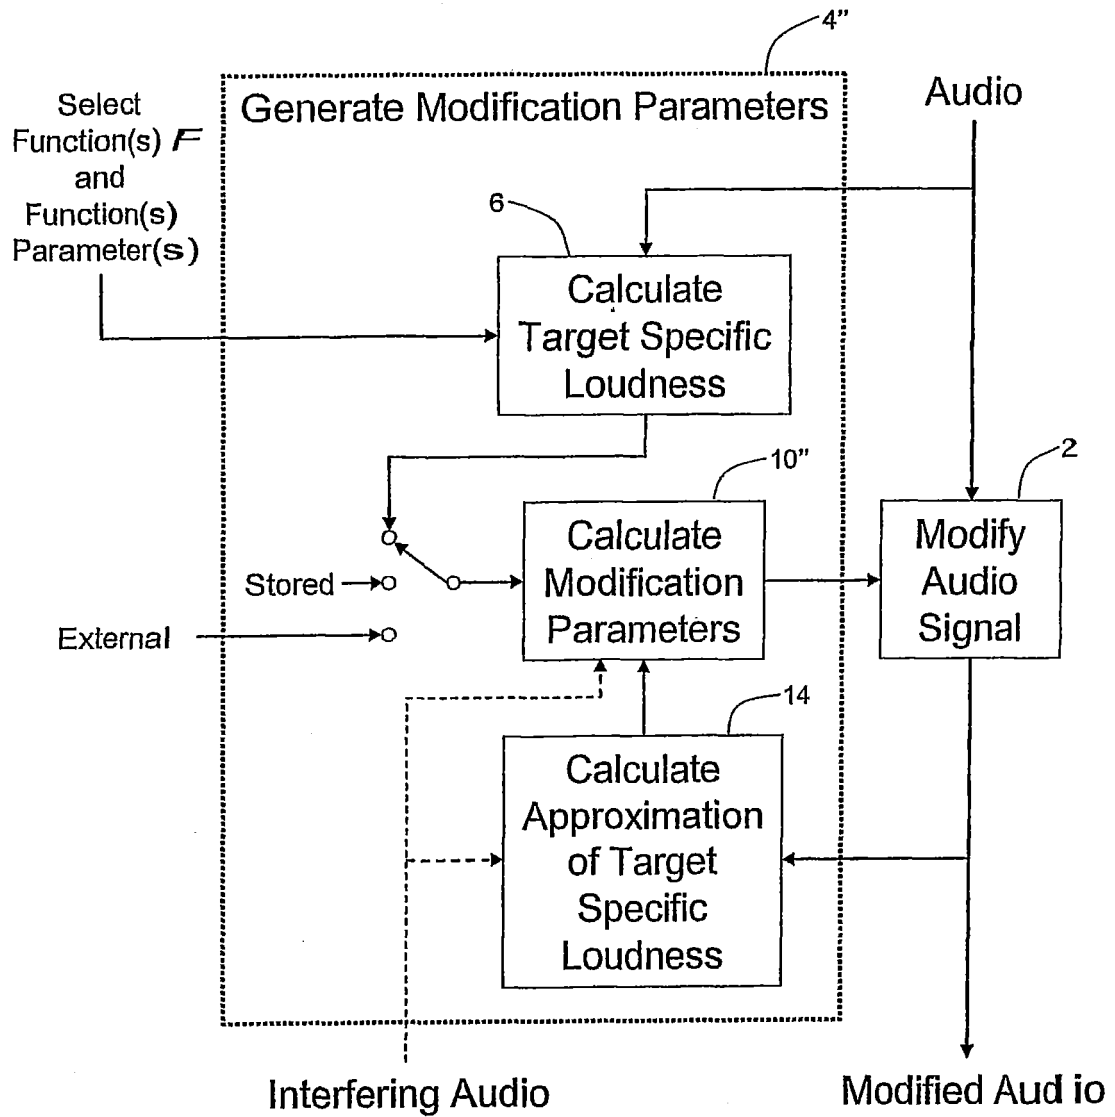 4”
Generate Modification Parameters
Audio
Select
Function(s) F
and
Function(s)
Parameter(s)
6
Calculate
Target Specific
Loudness
10”
2
Calculate
Modification
Parameters
Modify
Audio
Signal
Stored
External
14
Calculate
Approximation
of Target
Specific
Loudness
Interfering Audio
Modified Aud io